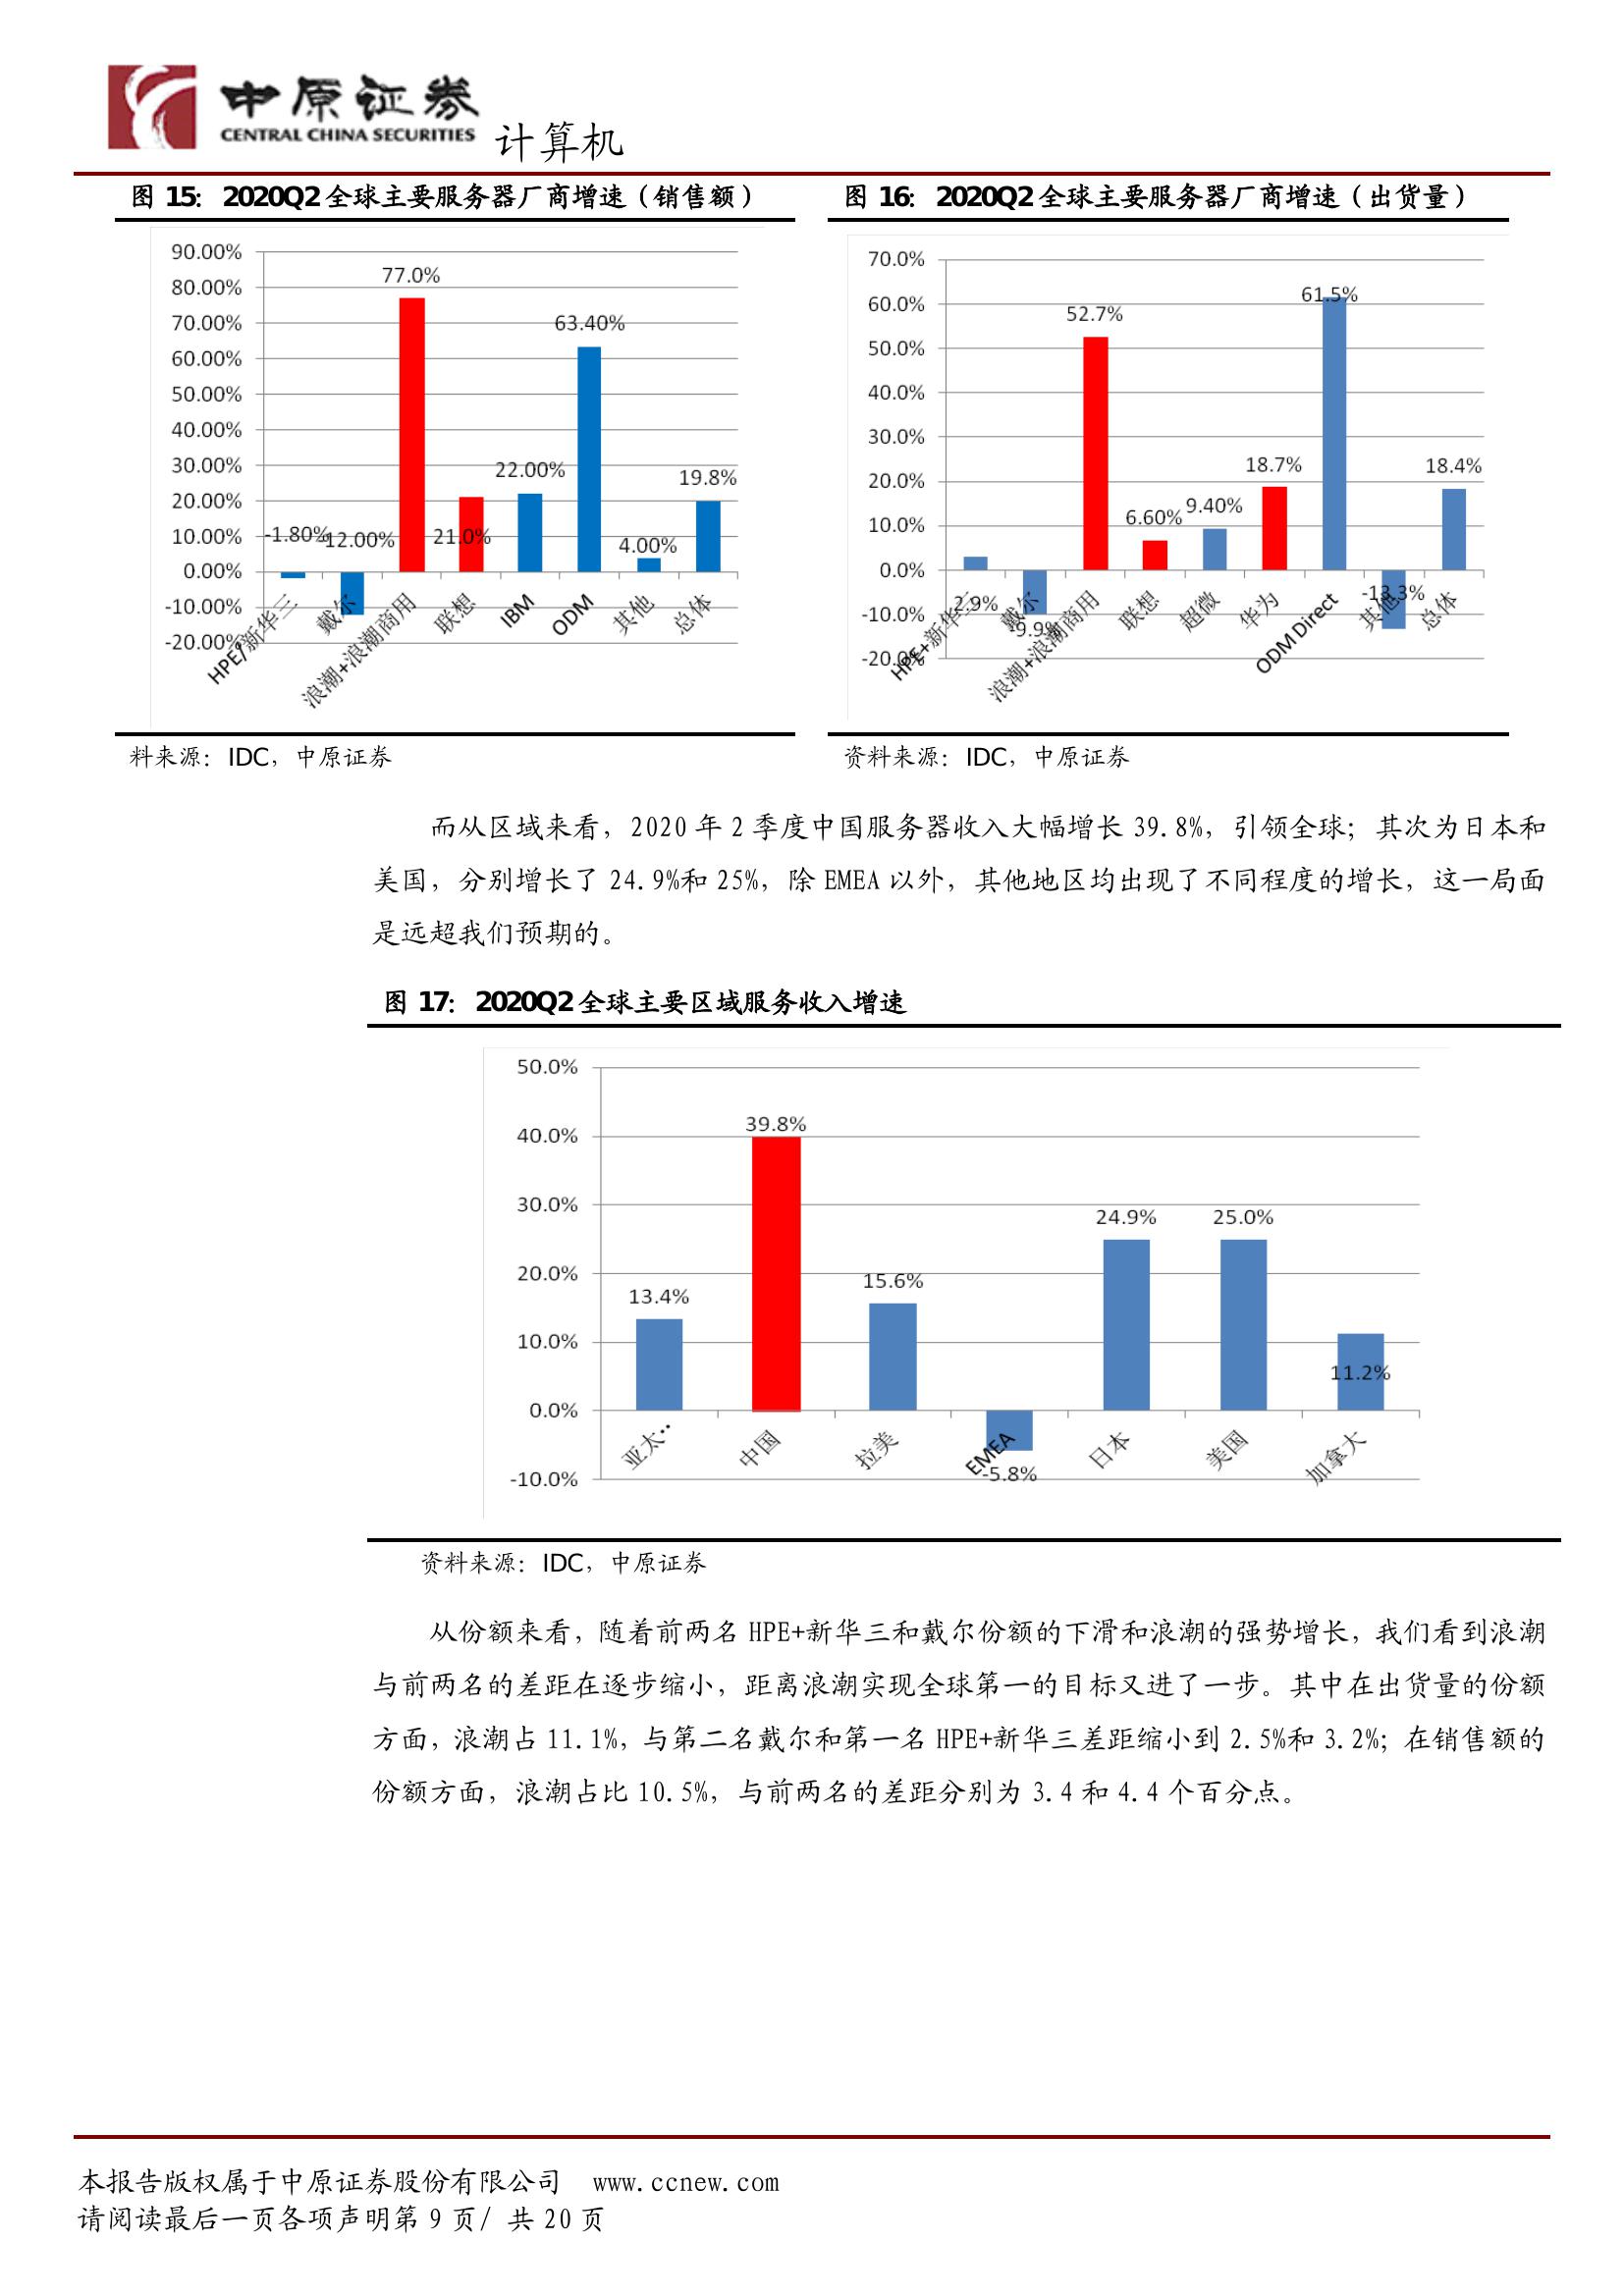 中原证券
CENTRAL CHINA SECURITIES
计算机
图 15： 2020Q2 全球主要服务器厂商增速（销售额）
90.00%
80.00%
70.00%
60.00%
50.00%
40.00%
30.00%
20.00%
10.00%
0.00%
-10.00%
-20.00%
-1.80%
-12.00%
77.0%
21.0%
22.00%
63.40%
4.00%
19.8%
HPE/新华三
戴尔
浪潮+浪潮商用
联想
IBM
ODM
其他
总体
料来源：IDC，中原证券
图 16： 2020Q2 全球主要服务器厂商增速（出货量）
70.0%
60.0%
50.0%
40.0%
30.0%
20.0%
10.0%
0.0%
-10.0%
-20.0%
2.9%
-9.9%
52.7%
6.60%
9.40%
18.7%
61.5%
-13.3%
18.4%
HPE+新华三
戴尔
浪潮+浪潮商用
联想
超微
华为
ODM Direct
其他
总体
资料来源：IDC，中原证券
而从区域来看，2020 年 2 季度中国服务器收入大幅增长 39.8%，引领全球；其次为日本和
美国，分别增长了 24.9%和 25%，除 EMEA 以外，其他地区均出现了不同程度的增长，这一局面
是远超我们预期的。
图 17： 2020Q2 全球主要区域服务收入增速
50.0%
40.0%
30.0%
20.0%
10.0%
0.0%
-10.0%
13.4%
39.8%
15.6%
-5.8%
24.9%
25.0%
11.2%
亚太··
中国
拉美
EMEA
日本
美国
加拿大
资料来源：IDC，中原证券
从份额来看，随着前两名 HPE+新华三和戴尔份额的下滑和浪潮的强势增长，我们看到浪潮
与前两名的差距在逐步缩小，距离浪潮实现全球第一的目标又进了一步。其中在出货量的份额
方面，浪潮占 11.1%，与第二名戴尔和第一名 HPE+新华三差距缩小到 2.5%和 3.2%；在销售额的
份额方面，浪潮占比 10.5%，与前两名的差距分别为 3.4 和 4.4 个百分点。
本报告版权属于中原证券股份有限公司 www.ccnew.com
请阅读最后一页各项声明第 9 页/ 共 20 页